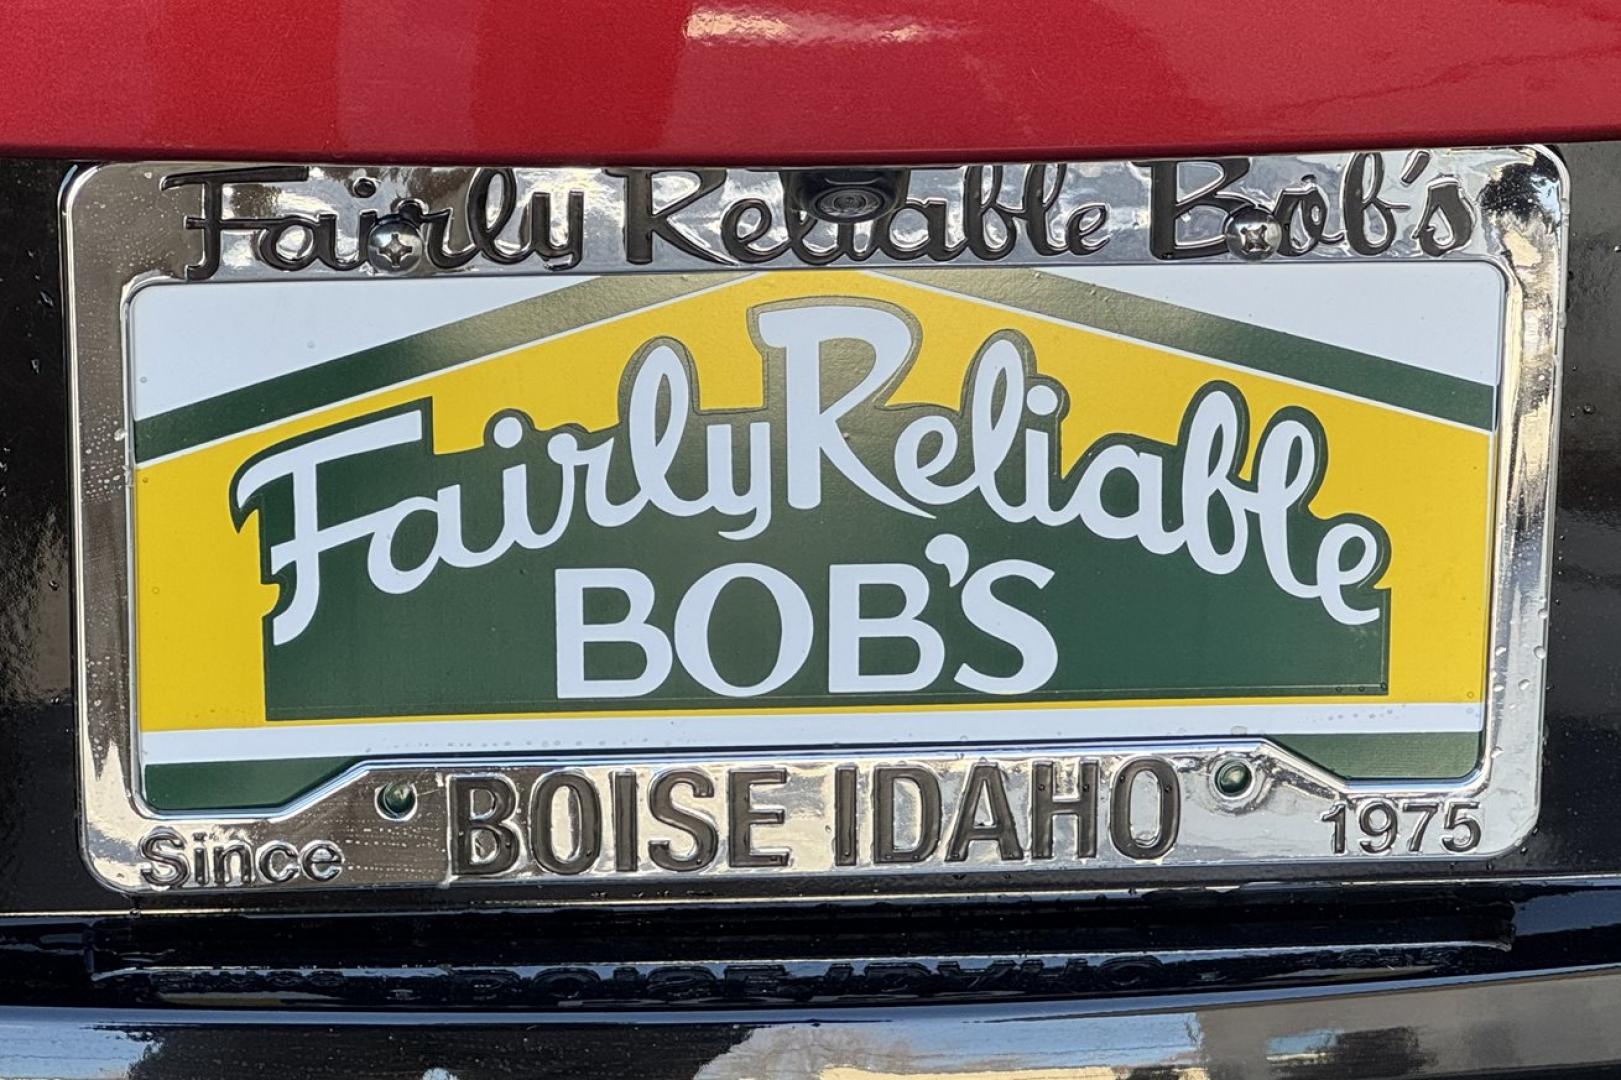 Fairly Reliable Bob's
Fairly Reliable
BOB'S
BOISE IDAHO
Since 1975